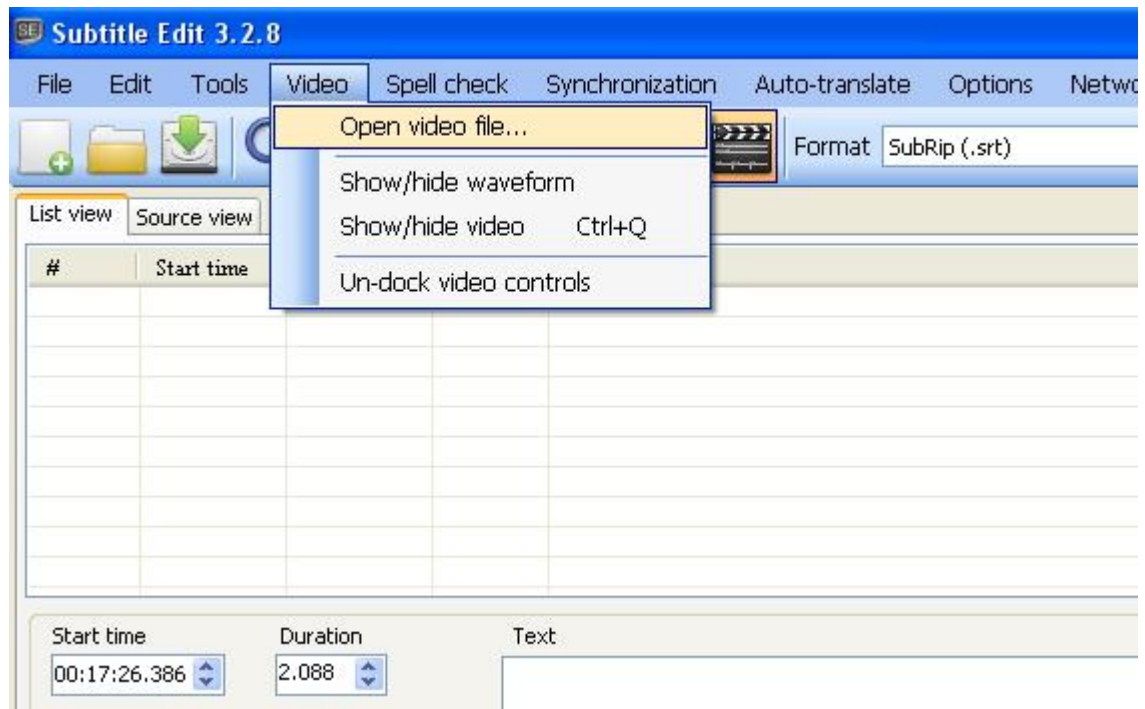 SE Subtitle Edit 3.2.8
File Edit Tools Video Spell check Synchronization Auto-translate Options Netwo
Open video file...
Format SubRip (.srt)
Show/hide waveform
List view Source view
Show/hide video Ctrl+Q
# Start time
Un-dock video controls
Start time Duration Text
00:17:26.386 2.088